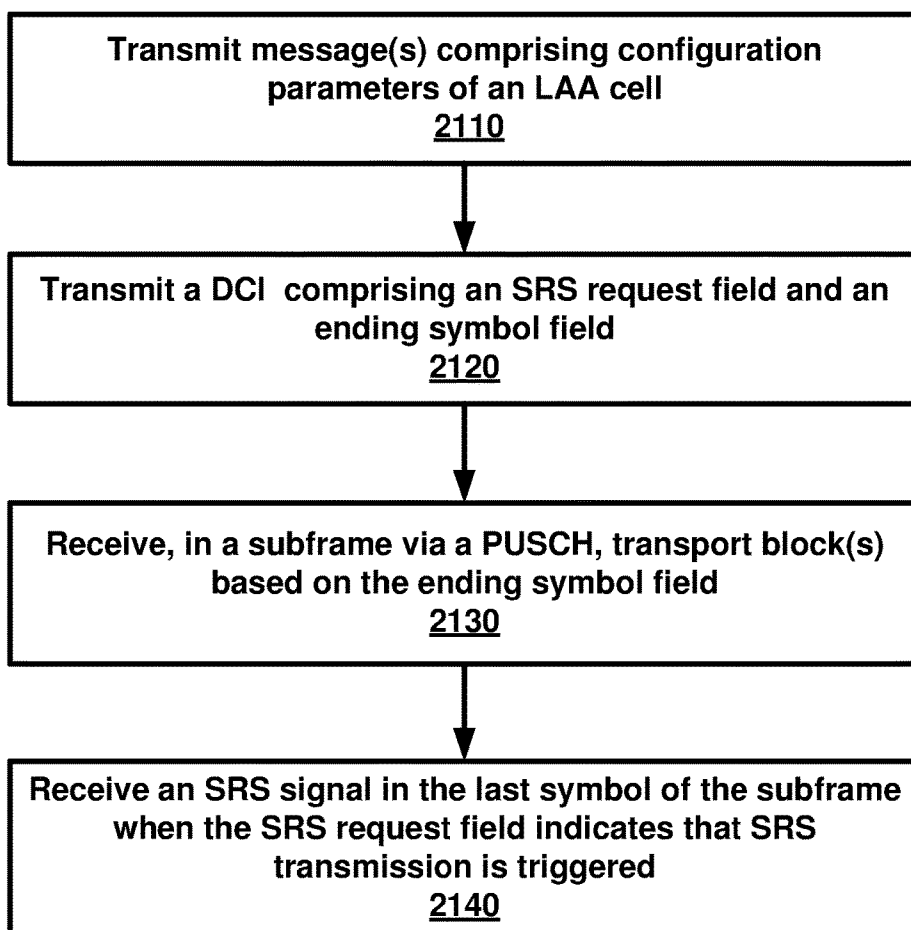 Transmit message(s) comprising configuration
parameters of an LAA cell
2110
Transmit a DCI comprising an SRS request field and an
ending symbol field
2120
Receive, in a subframe via a PUSCH, transport block(s)
based on the ending symbol field
2130
Receive an SRS signal in the last symbol of the subframe
when the SRS request field indicates that SRS
transmission is triggered
2140